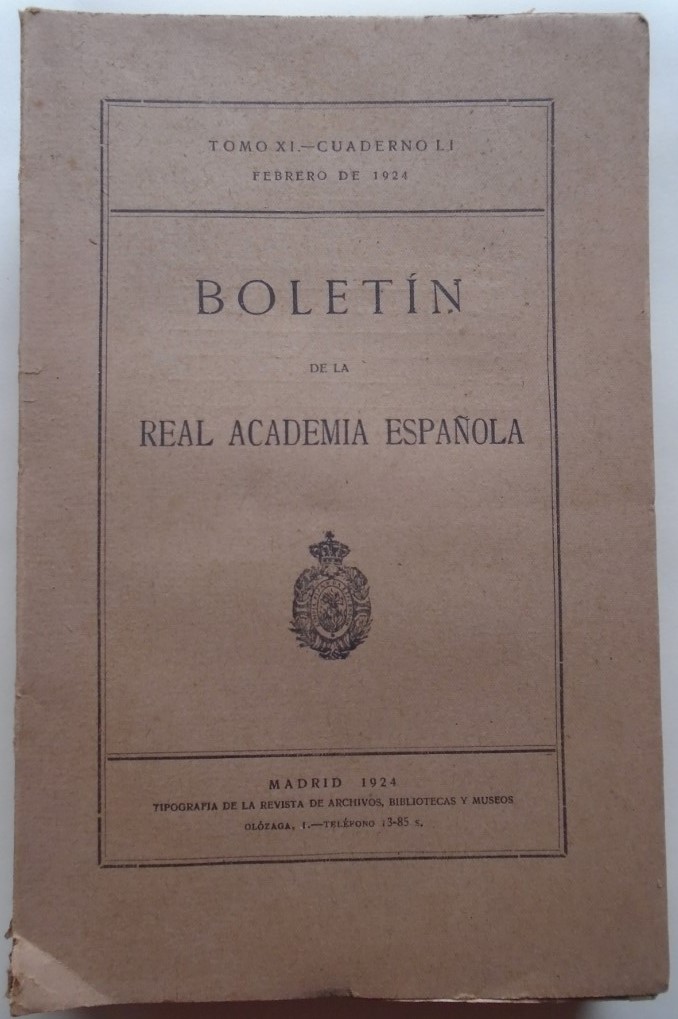 TOMO XI.—CUADERNO LI
FEBRERO DE 1924
BOLETÍN
DE LA
REAL ACADEMIA ESPAÑOLA
MADRID 1924
TIPOGRAFIA DE LA REVISTA DE ARCHIVOS, BIBLIOTECAS Y MUSEOS
OLÓZAGA, 1.—TELÉFONO 13-85